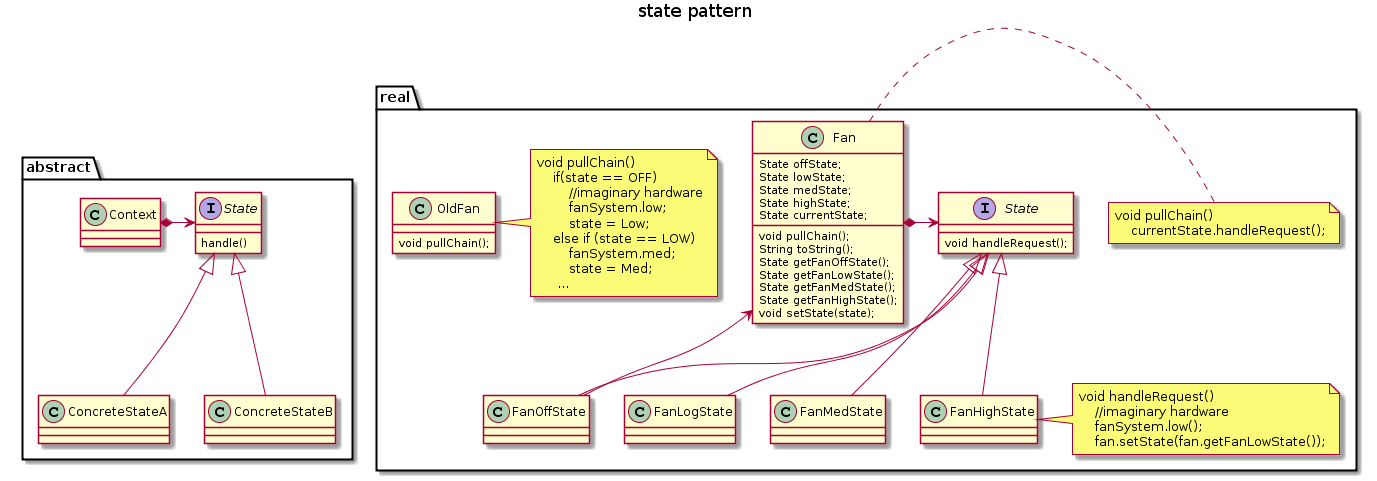 state pattern
abstract
C Context
I State
handle()
C ConcreteStateA
C ConcreteStateB
real
C OldFan
void pullChain();
void pullChain()
if(state == OFF)
//imaginary hardware
fanSystem.low;
state = Low;
else if (state == LOW)
fanSystem.med;
state = Med;
...
C Fan
State offState;
State lowState;
State medState;
State highState;
State currentState;
void pullChain();
String toString();
State getFanOffState();
State getFanLowState();
State getFanMedState();
State getFanHighState();
void setState(state);
I State
void handleRequest();
void pullChain()
currentState.handleRequest();
C FanOffState
C FanLogState
C FanMedState
C FanHighState
void handleRequest()
//imaginary hardware
fanSystem.low();
fan.setState(fan.getFanLowState());